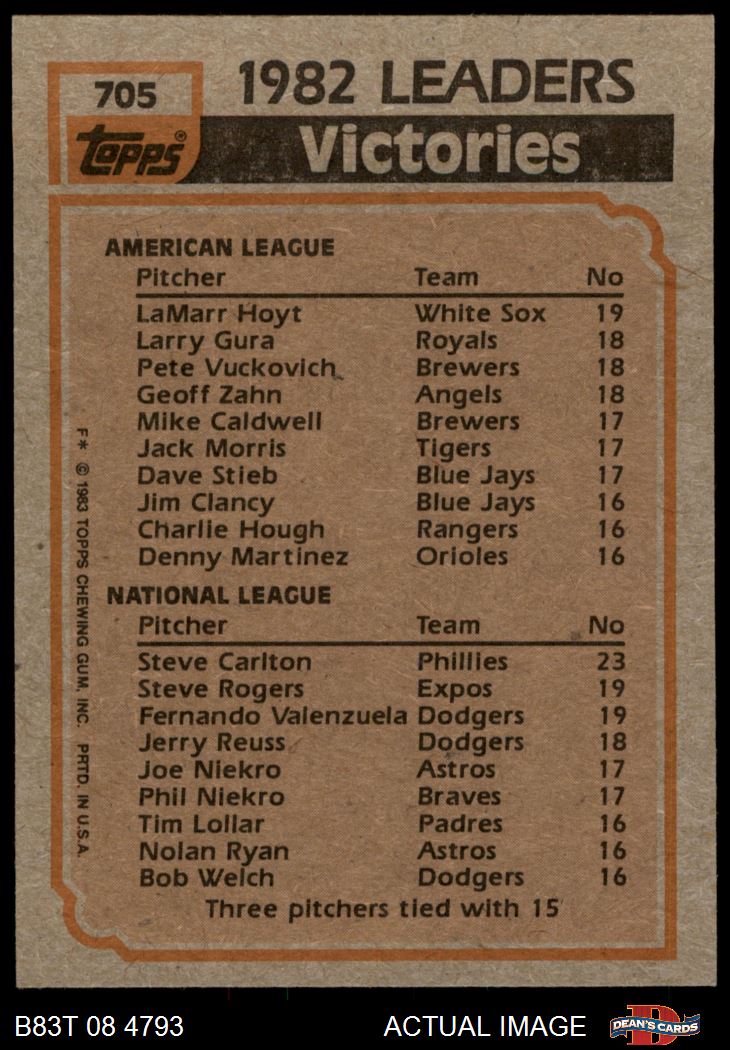 705
1982 LEADERS
Topps®
Victories
AMERICAN LEAGUE
Pitcher Team No
LaMarr Hoyt White Sox 19
Larry Gura Royals 18
Pete Vuckovich Brewers 18
Geoff Zahn Angels 18
Mike Caldwell Brewers 17
Jack Morris Tigers 17
Dave Stieb Blue Jays 17
Jim Clancy Blue Jays 16
Charlie Hough Rangers 16
Denny Martinez Orioles 16
NATIONAL LEAGUE
Pitcher Team No
Steve Carlton Phillies 23
Steve Rogers Expos 19
Fernando Valenzuela Dodgers 19
Jerry Reuss Dodgers 18
Joe Niekro Astros 17
Phil Niekro Braves 17
Tim Lollar Padres 16
Nolan Ryan Astros 16
Bob Welch Dodgers 16
Three pitchers tied with 15
F* © 1983 TOPPS CHEWING GUM, INC. PRTD. IN U.S.A.
B83T 08 4793 ACTUAL IMAGE
D
DEAN'S CARDS